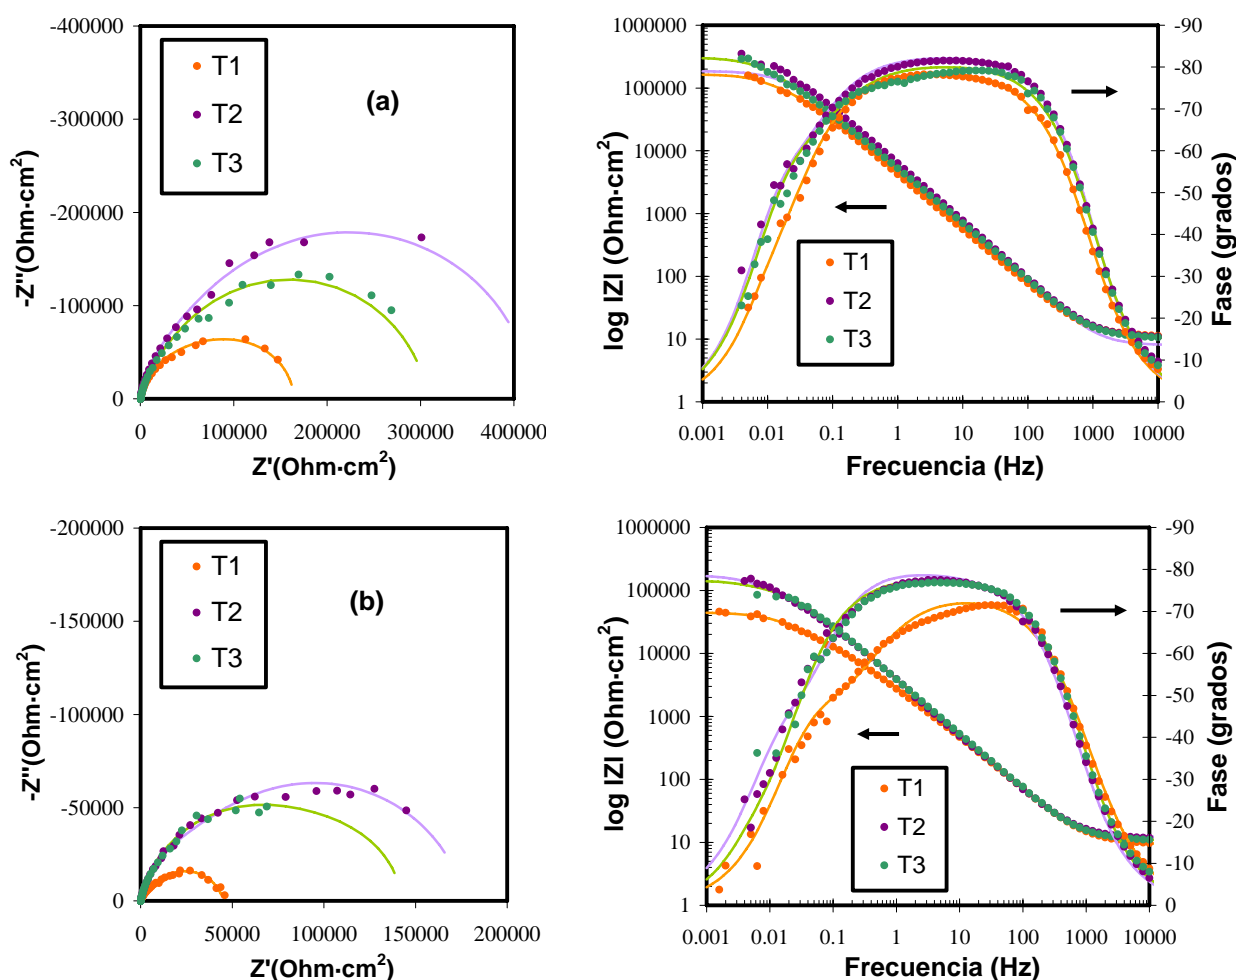 -400000
-300000
-200000
-100000
0
-Z''(Ohm·cm²)
T1
T2
T3
(a)
0
100000
200000
300000
400000
Z'(Ohm·cm²)
1000000
100000
10000
1000
100
10
1
log IZI (Ohm·cm²)
T1
T2
T3
-90
-80
-70
-60
-50
-40
-30
-20
-10
0
Fase (grados)
0.001
0.01
0.1
1
10
100
1000
10000
Frecuencia (Hz)
-200000
-150000
-100000
-50000
0
-Z''(Ohm·cm²)
T1
T2
T3
(b)
0
50000
100000
150000
200000
Z'(Ohm·cm²)
1000000
100000
10000
1000
100
10
1
log IZI (Ohm·cm²)
T1
T2
T3
-90
-80
-70
-60
-50
-40
-30
-20
-10
0
Fase (grados)
0.001
0.01
0.1
1
10
100
1000
10000
Frecuencia (Hz)